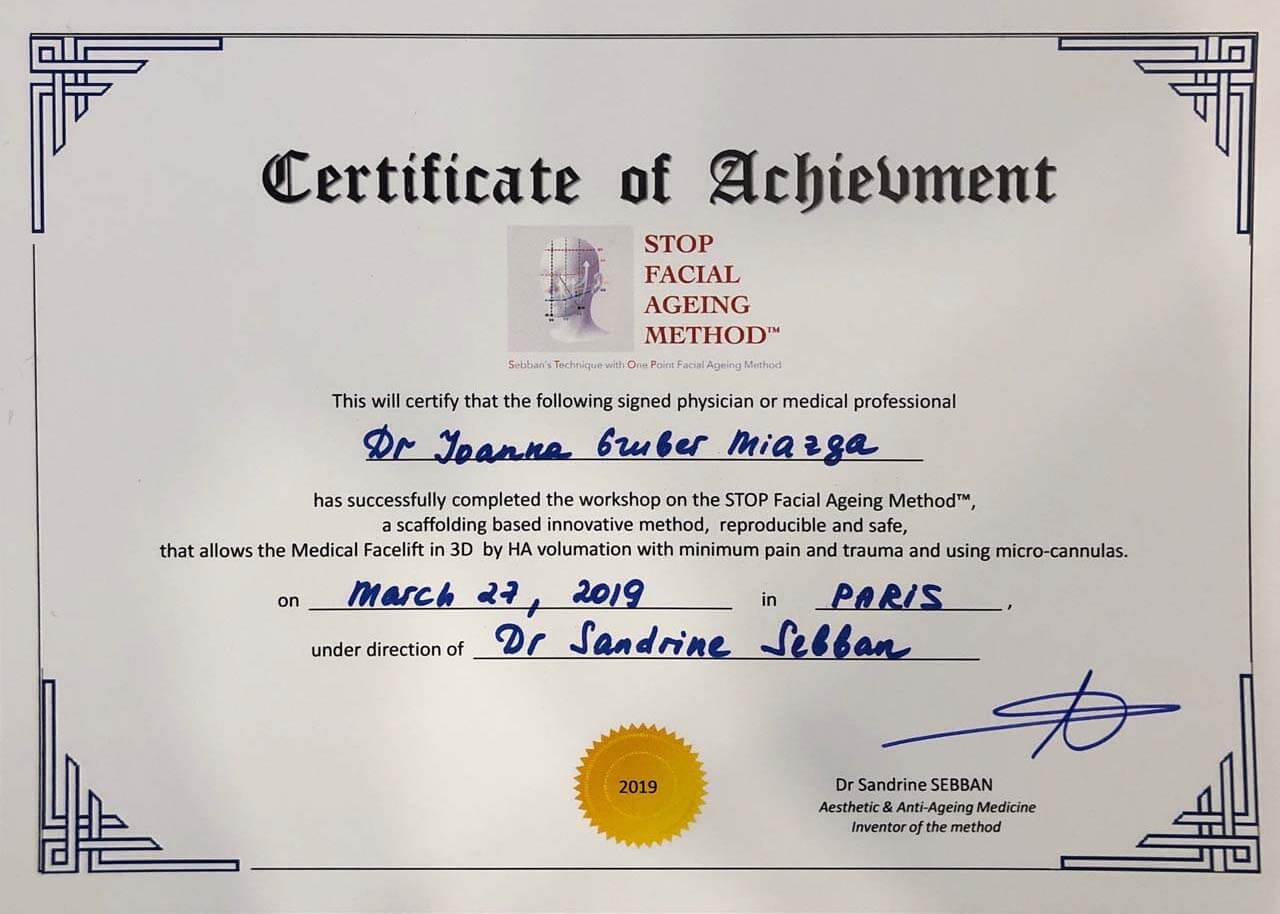 Certificate of Achievment
STOP
FACIAL
AGEING
METHOD™
Sebban's Technique with One Point Facial Ageing Method
This will certify that the following signed physician or medical professional
Dr Joanna Gruber Miazga
has successfully completed the workshop on the STOP Facial Ageing Method™,
a scaffolding based innovative method, reproducible and safe,
that allows the Medical Facelift in 3D by HA volumation with minimum pain and trauma and using micro-cannulas.
on March 27, 2019 in PARIS,
under direction of Dr Sandrine Sebban
2019
Dr Sandrine SEBBAN
Aesthetic & Anti-Ageing Medicine
Inventor of the method